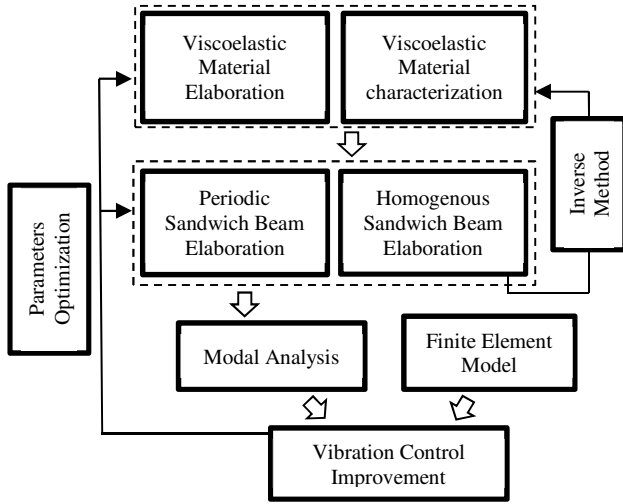 Viscoelastic
Material
Elaboration
Viscoelastic
Material
characterization
Inverse
Method
Periodic
Sandwich Beam
Elaboration
Homogenous
Sandwich Beam
Elaboration
Parameters
Optimization
Modal Analysis
Finite Element
Model
Vibration Control
Improvement